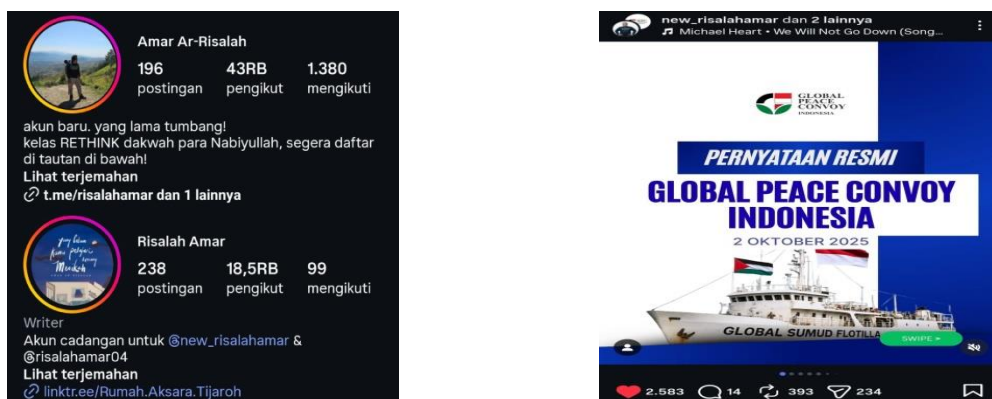 Amar Ar-Risalah
196 43RB 1.380
postingan pengikut mengikuti
akun baru. yang lama tumbang!
kelas RETHINK dakwah para Nabiyullah, segera daftar
di tautan di bawah!
Lihat terjemahan
t.me/risalahamar dan 1 lainnya
Risalah Amar
238 18,5RB 99
postingan pengikut mengikuti
Writer
Akun cadangan untuk @new_risalahamar &
@risalahamar04
Lihat terjemahan
linktr.ee/Rumah.Aksara.Tijaroh
new_risalahamar dan 2 lainnya
Michael Heart • We Will Not Go Down (Song...
GLOBAL
PEACE
CONVOY
INDONESIA
PERNYATAAN RESMI
GLOBAL PEACE CONVOY
INDONESIA
2 OKTOBER 2025
GLOBAL SUMUD FLOTILLA
SWIPE »
2.583 14 393 234